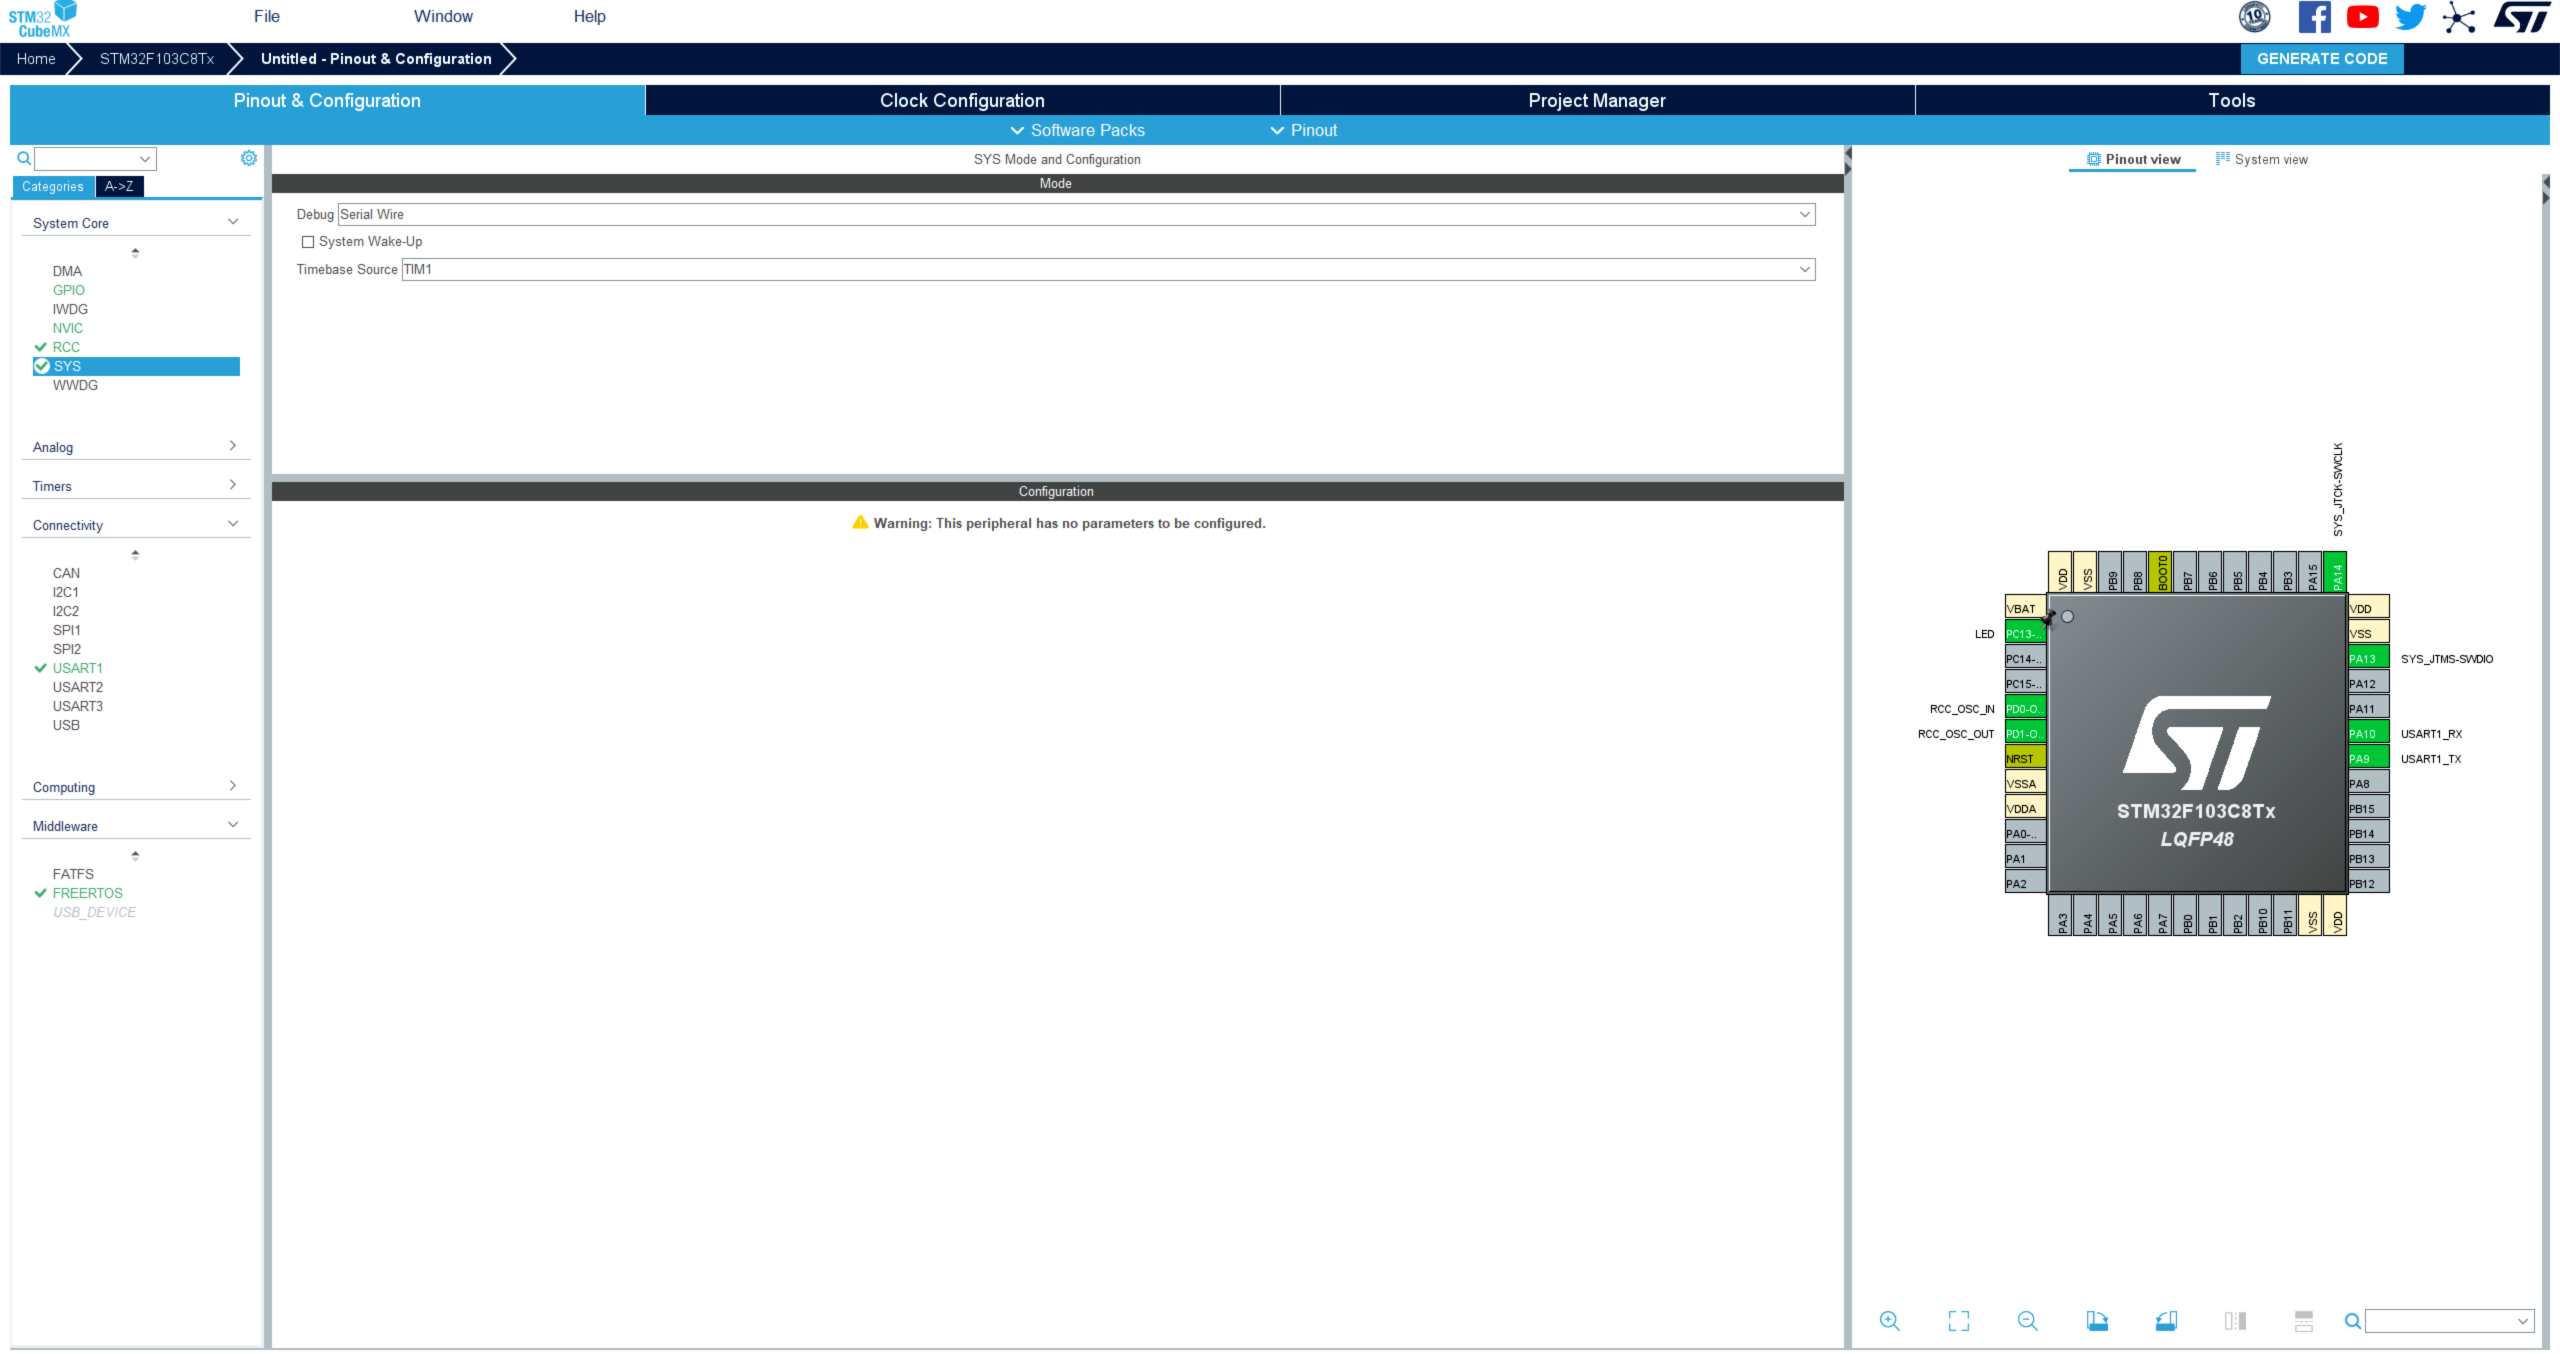 STM32
CubeMX
File
Window
Help
10
Home
STM32F103C8Tx
Untitled - Pinout & Configuration
GENERATE CODE
Pinout & Configuration
Clock Configuration
Project Manager
Tools
Software Packs
Pinout
Categories
A->Z
System Core
DMA
GPIO
IWDG
NVIC
RCC
SYS
WWDG
Analog
Timers
Connectivity
CAN
I2C1
I2C2
SPI1
SPI2
USART1
USART2
USART3
USB
Computing
Middleware
FATFS
FREERTOS
USB_DEVICE
SYS Mode and Configuration
Mode
Debug Serial Wire
System Wake-Up
Timebase Source TIM1
Configuration
Warning: This peripheral has no parameters to be configured.
Pinout view
System view
SYS_JTCK-SWCLK
VDD
VSS
PB9
PB8
BOOT0
PB7
PB6
PB5
PB4
PB3
PA15
PA14
VBAT
LED PC13-..
PC14-..
PC15-..
RCC_OSC_IN PD0-O..
RCC_OSC_OUT PD1-O..
NRST
VSSA
VDDA
PA0-..
PA1
PA2
STM32F103C8Tx
LQFP48
VDD
VSS
PA13 SYS_JTMS-SWDIO
PA12
PA11
PA10 USART1_RX
PA9 USART1_TX
PA8
PB15
PB14
PB13
PB12
PA3
PA4
PA5
PA6
PA7
PB0
PB1
PB2
PB10
PB11
VSS
VDD